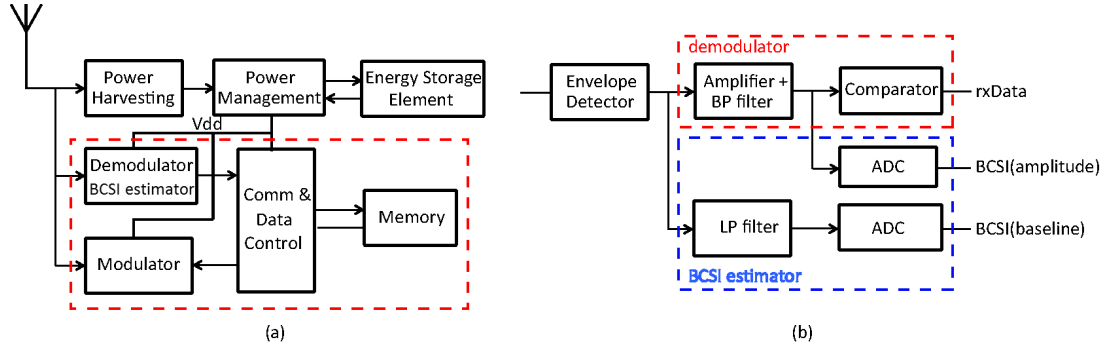 Power
Harvesting
Power
Management
Energy Storage
Element
Vdd
Demodulator
BCSI estimator
Comm &
Data
Control
Memory
Modulator
(a)
demodulator
Envelope
Detector
Amplifier +
BP filter
Comparator
rxData
ADC
BCSI(amplitude)
LP filter
ADC
BCSI(baseline)
BCSI estimator
(b)